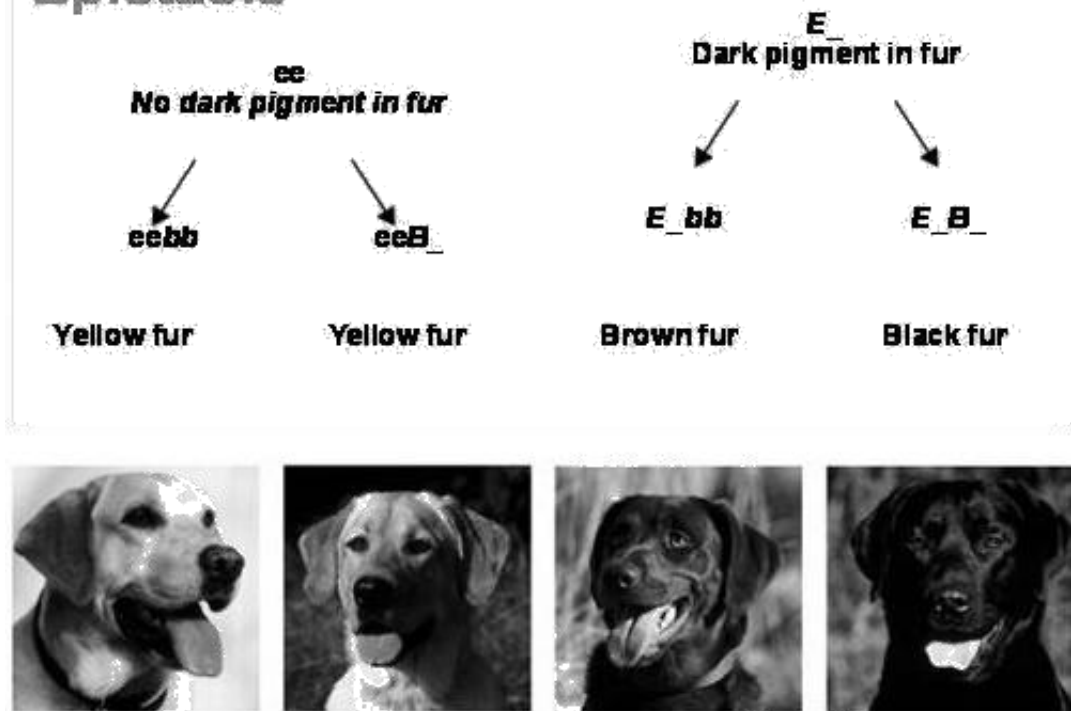 ee
No dark pigment in fur
E_
Dark pigment in fur
eebb
eeB_
E_bb
E_B_
Yellow fur
Yellow fur
Brown fur
Black fur